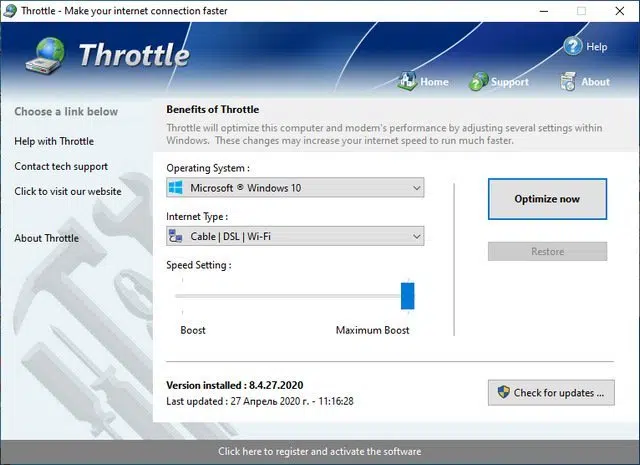 Throttle - Make your internet connection faster
Throttle
Help
Home
Support
About
Choose a link below
Help with Throttle
Contact tech support
Click to visit our website
About Throttle
Benefits of Throttle
Throttle will optimize this computer and modem's performance by adjusting several settings within
Windows. These changes may increase your internet speed to run much faster.
Operating System :
Microsoft ® Windows 10
Internet Type :
Cable | DSL | Wi-Fi
Speed Setting :
Boost
Maximum Boost
Optimize now
Restore
Version installed : 8.4.27.2020
Last updated : 27 Апрель 2020 г. - 11:16:28
Check for updates ...
Click here to register and activate the software